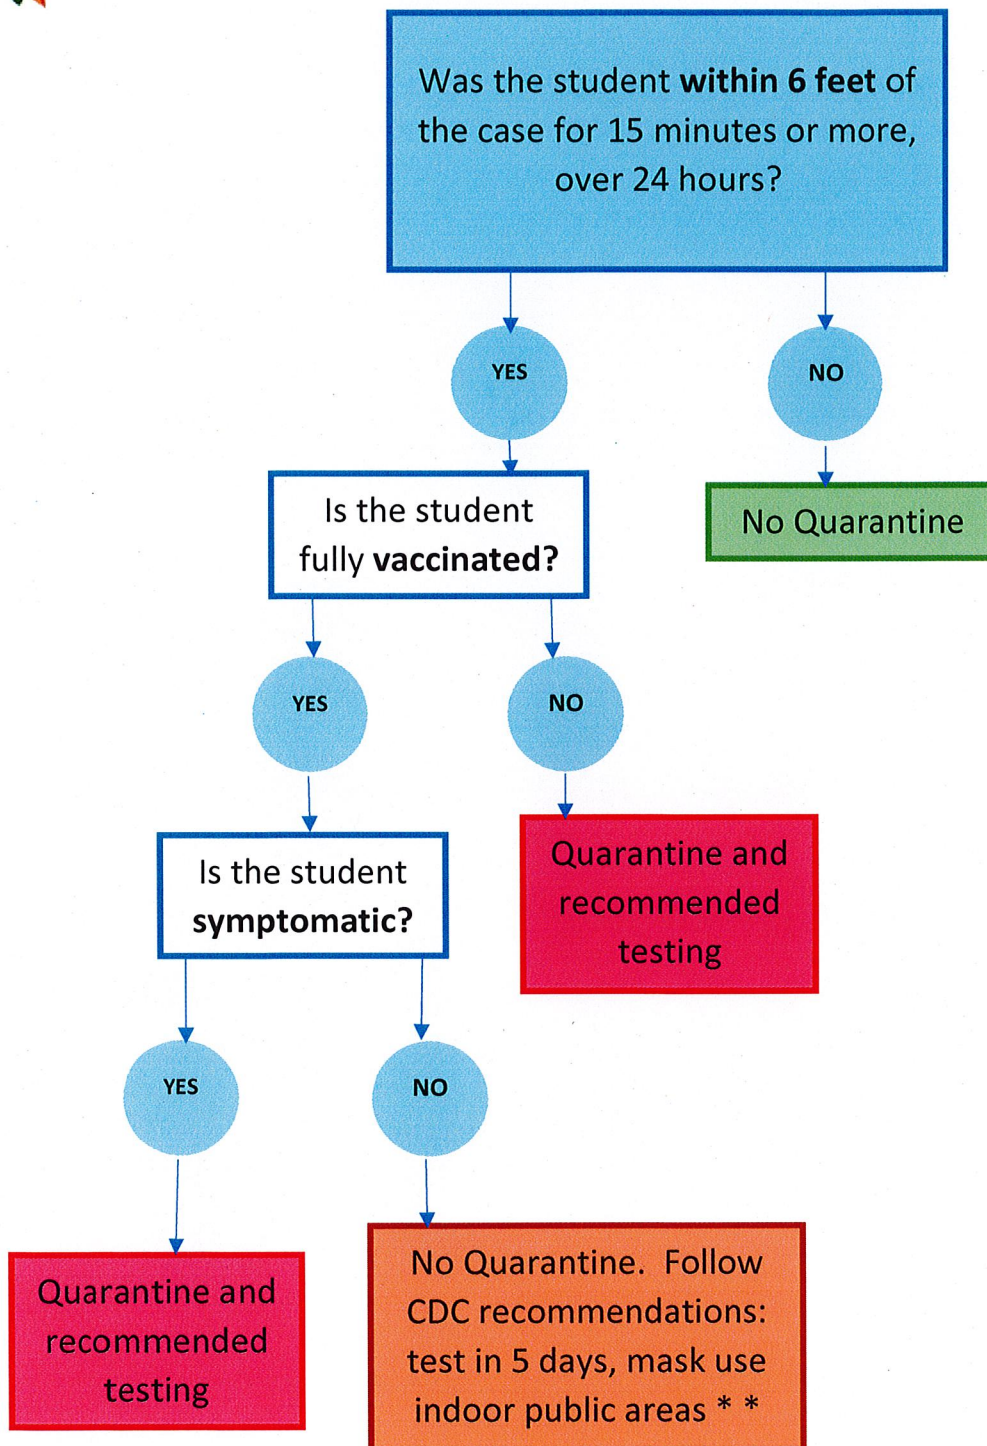 Was the student within 6 feet of
the case for 15 minutes or more,
over 24 hours?
YES
NO
Is the student
fully vaccinated?
No Quarantine
YES
NO
Is the student
symptomatic?
Quarantine and
recommended
testing
YES
NO
Quarantine and
recommended
testing
No Quarantine.  Follow
CDC recommendations:
test in 5 days, mask use
indoor public areas * *